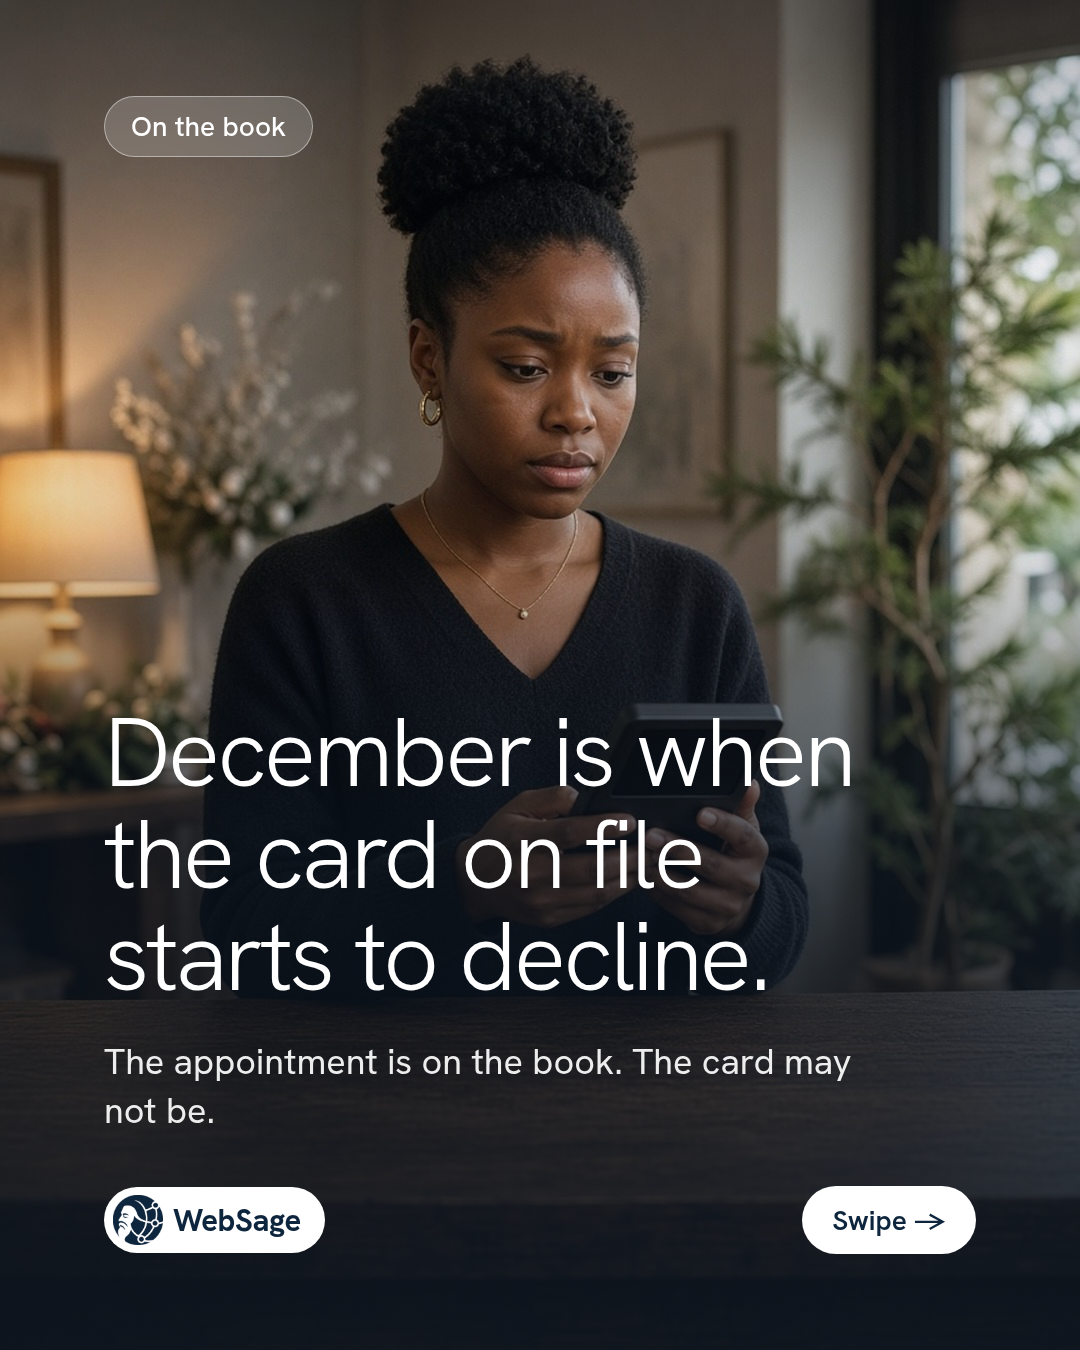 On the book
December is when
the card on file
starts to decline.
The appointment is on the book. The card may
not be.
WebSage
Swipe →